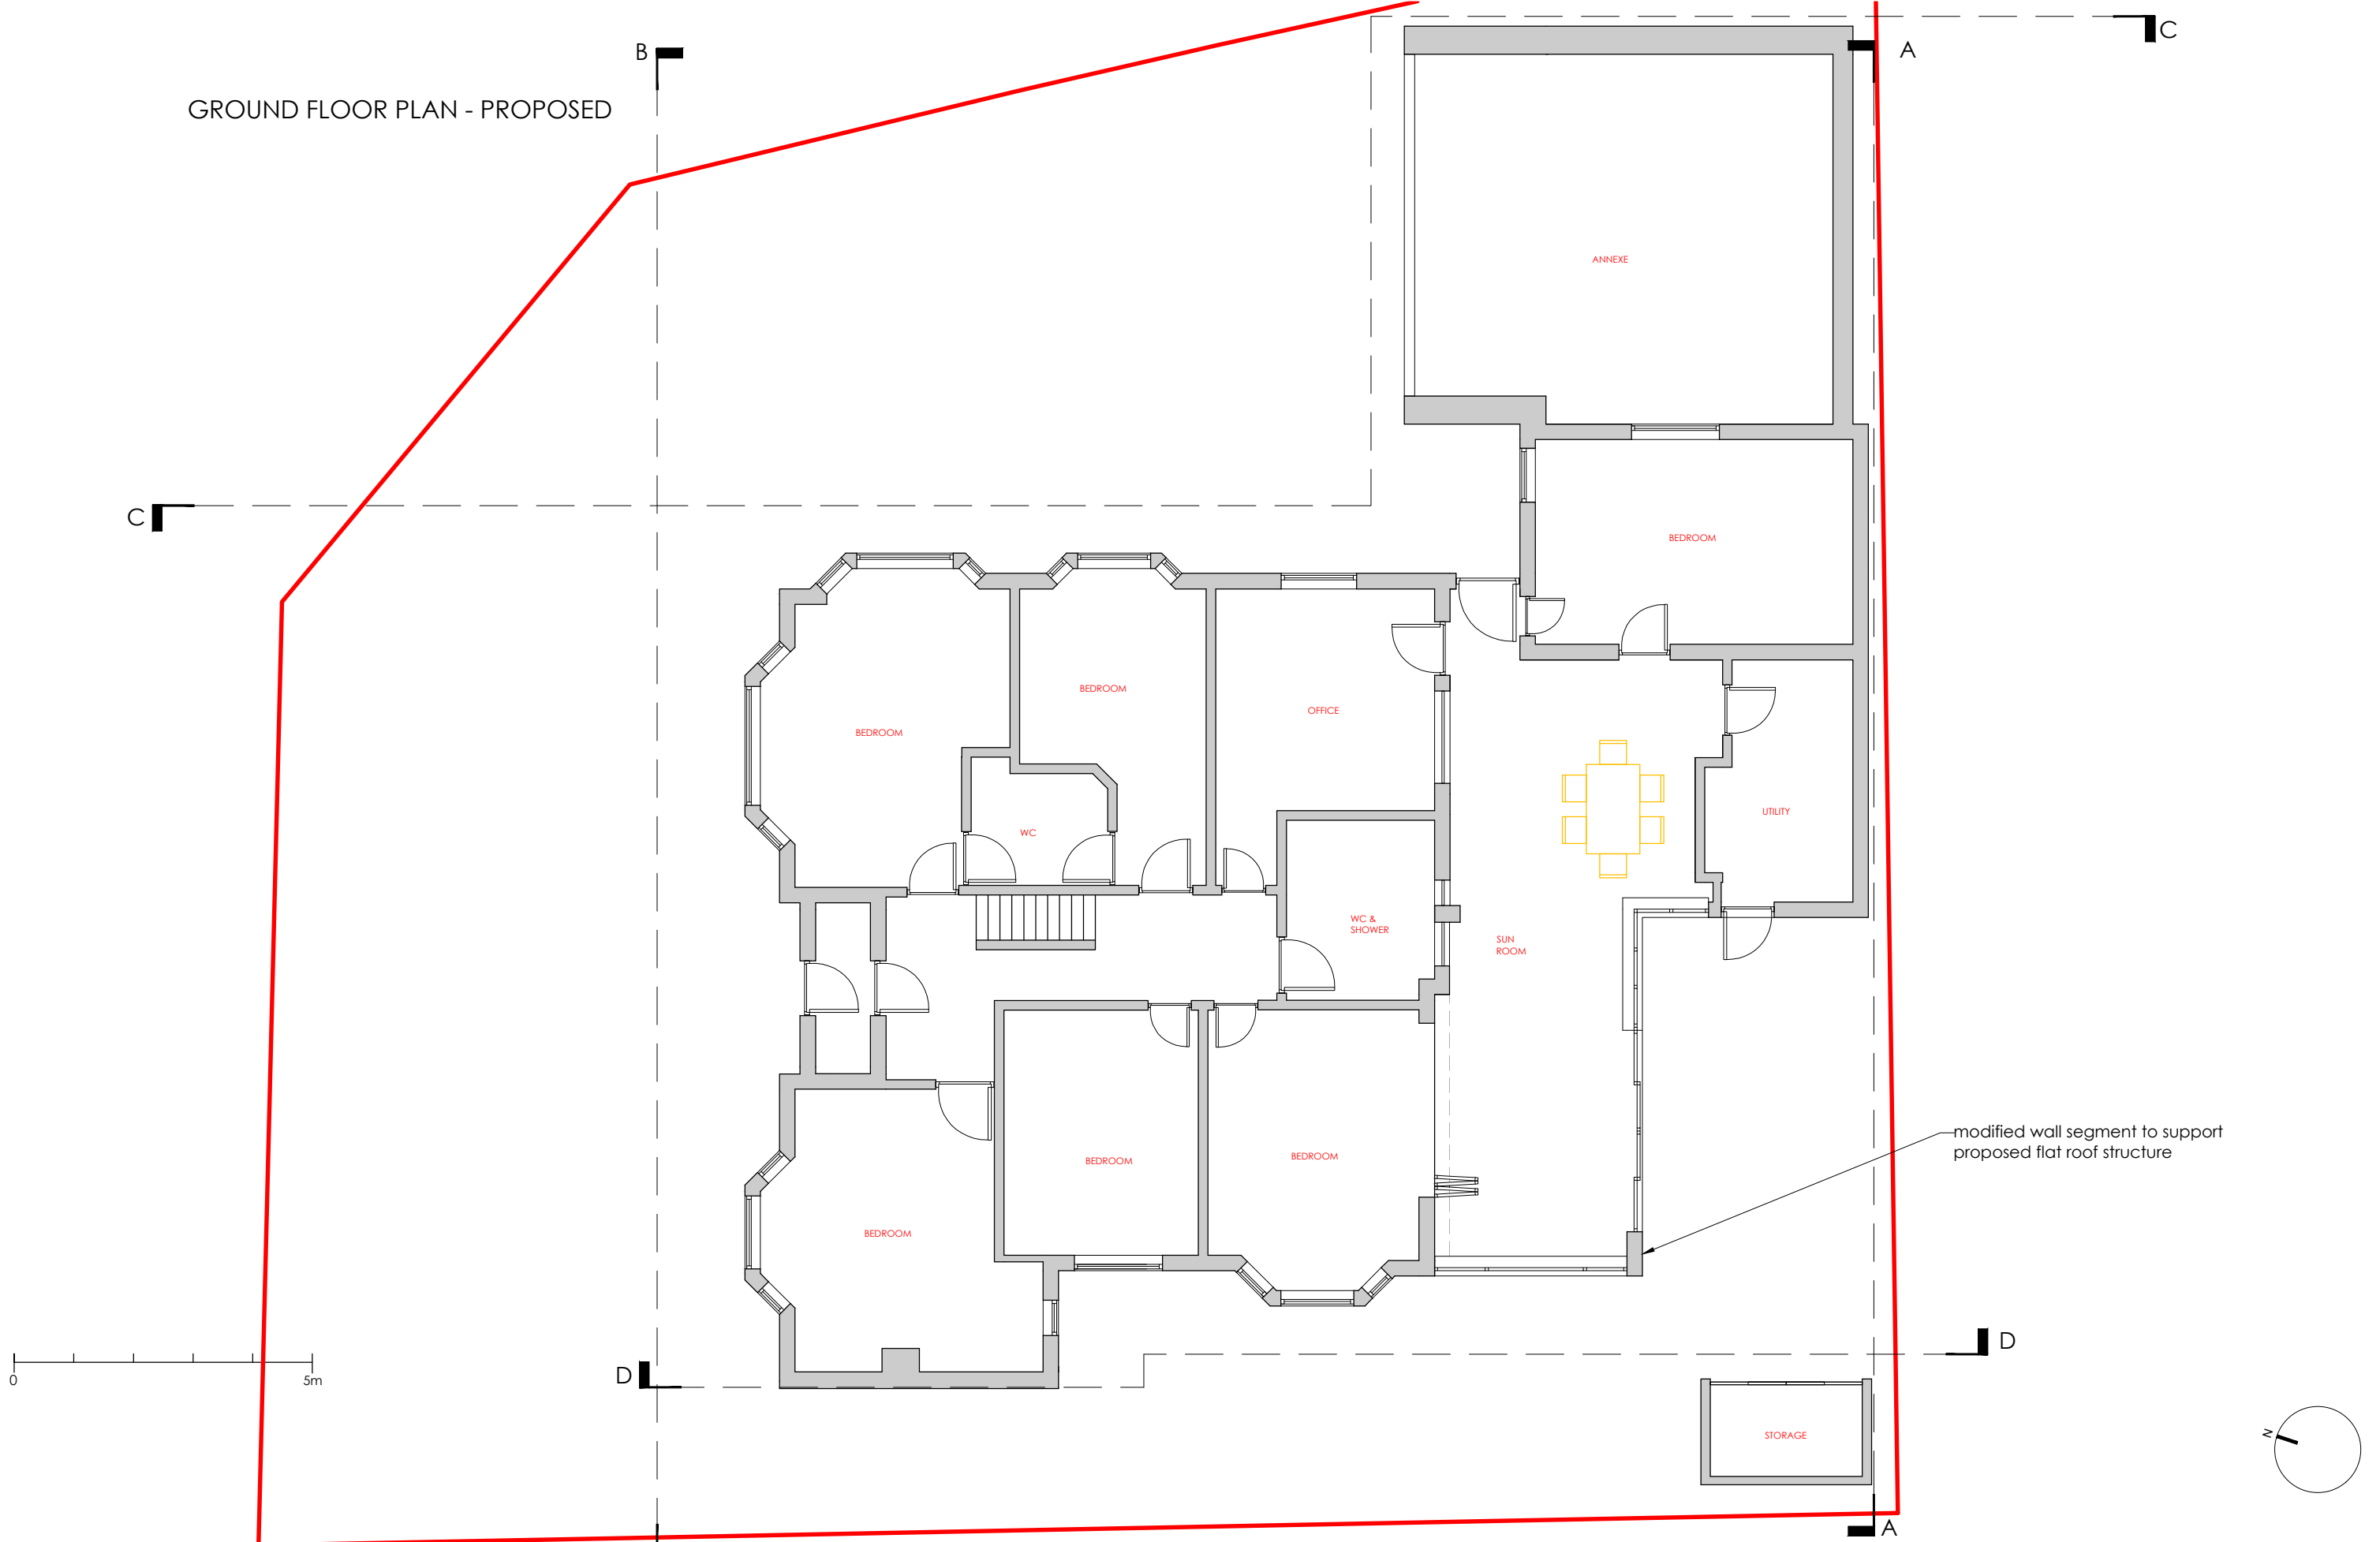 C
B
A
GROUND FLOOR PLAN - PROPOSED
ANNEXE
C
BEDROOM
BEDROOM
OFFICE
BEDROOM
UTILITY
WC
WC &
SHOWER
SUN
ROOM
modified wall segment to support
proposed flat roof structure
BEDROOM
BEDROOM
BEDROOM
D
D
0
5m
STORAGE
N
A